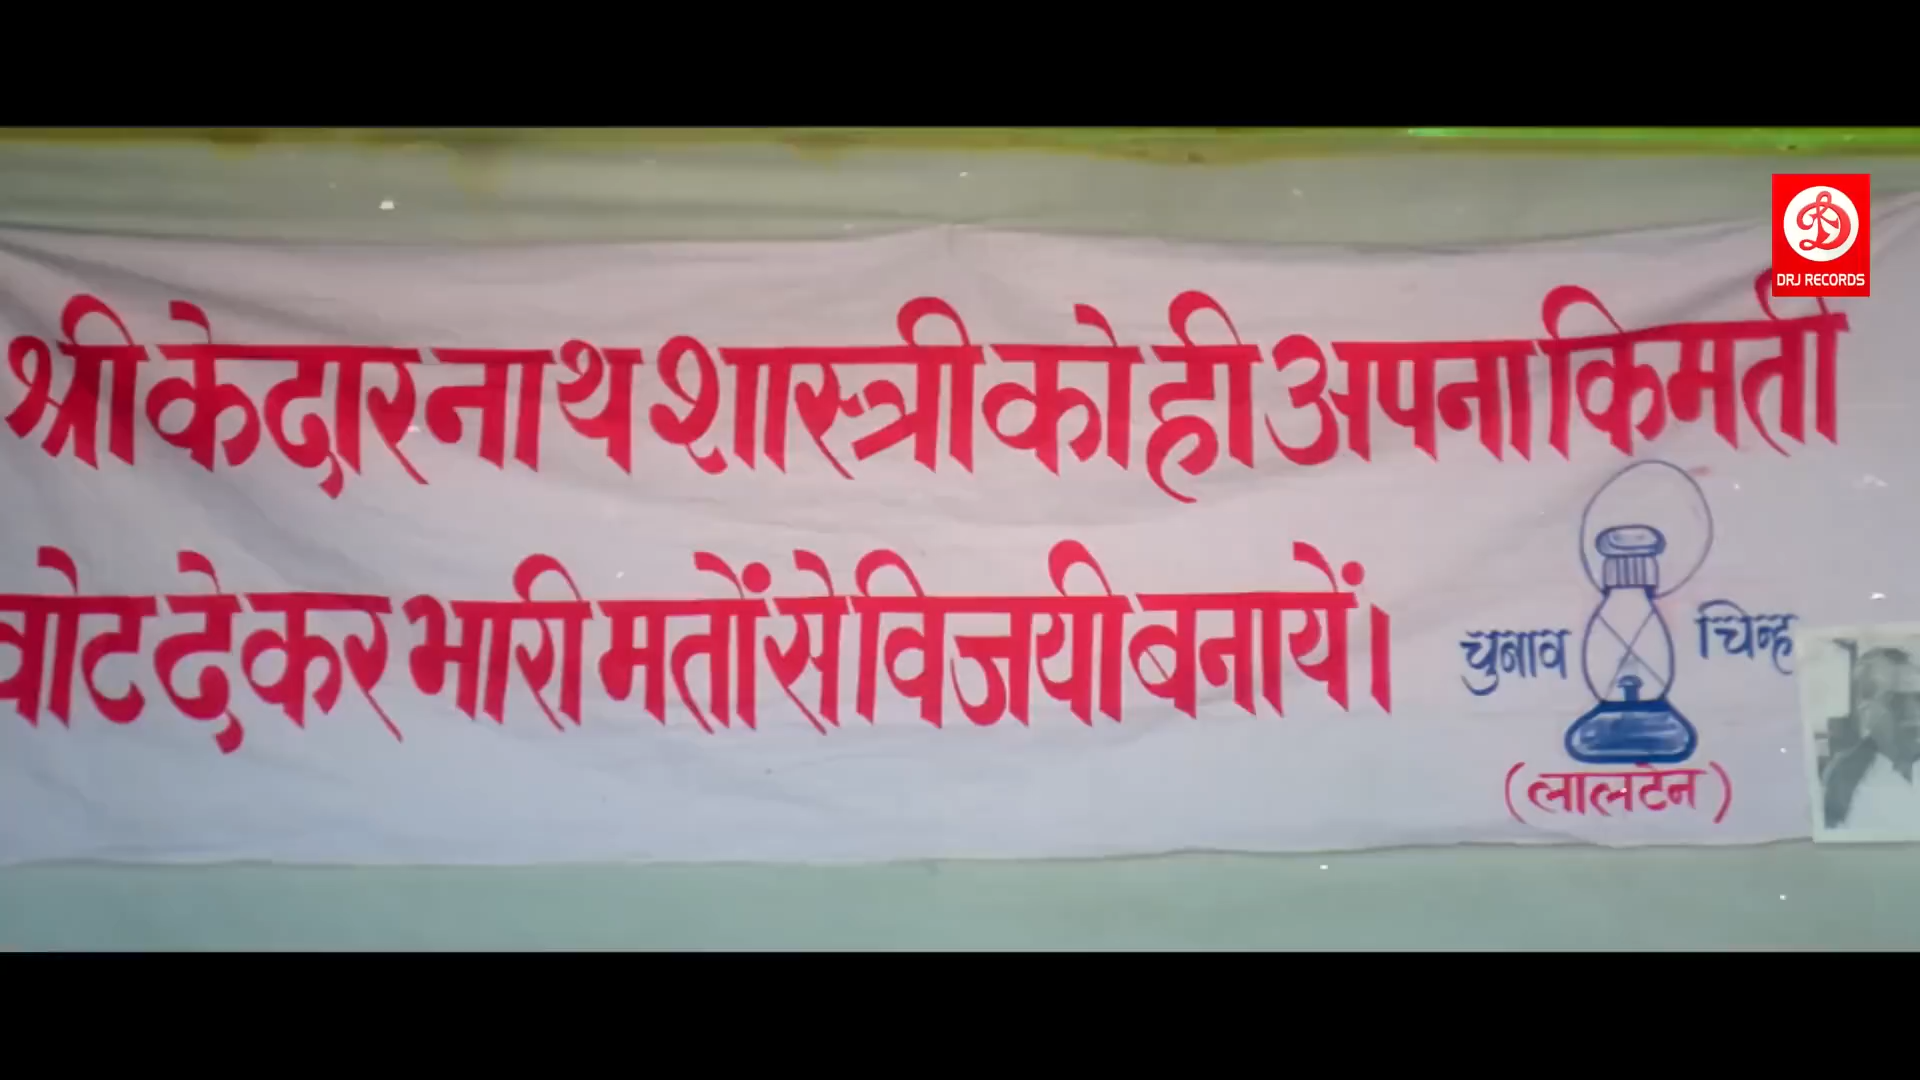 DRJ RECORDS
श्री केदारनाथ शास्त्री को ही अपना किमती
वोट देकर भारी मतों से विजयी बनायें।
चुनाव चिन्ह
(लालटेन)